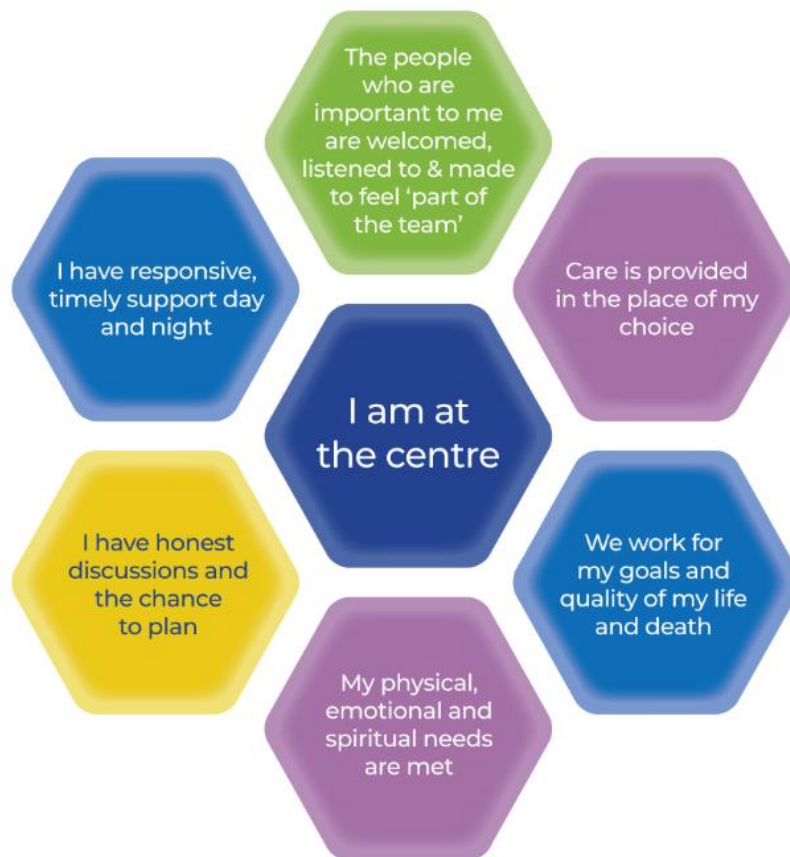 The people
who are
important to me
are welcomed,
listened to & made
to feel ‘part of
the team’
I have responsive,
timely support day
and night
Care is provided
in the place of my
choice
I am at
the centre
I have honest
discussions and
the chance
to plan
We work for
my goals and
quality of my life
and death
My physical,
emotional and
spiritual needs
are met